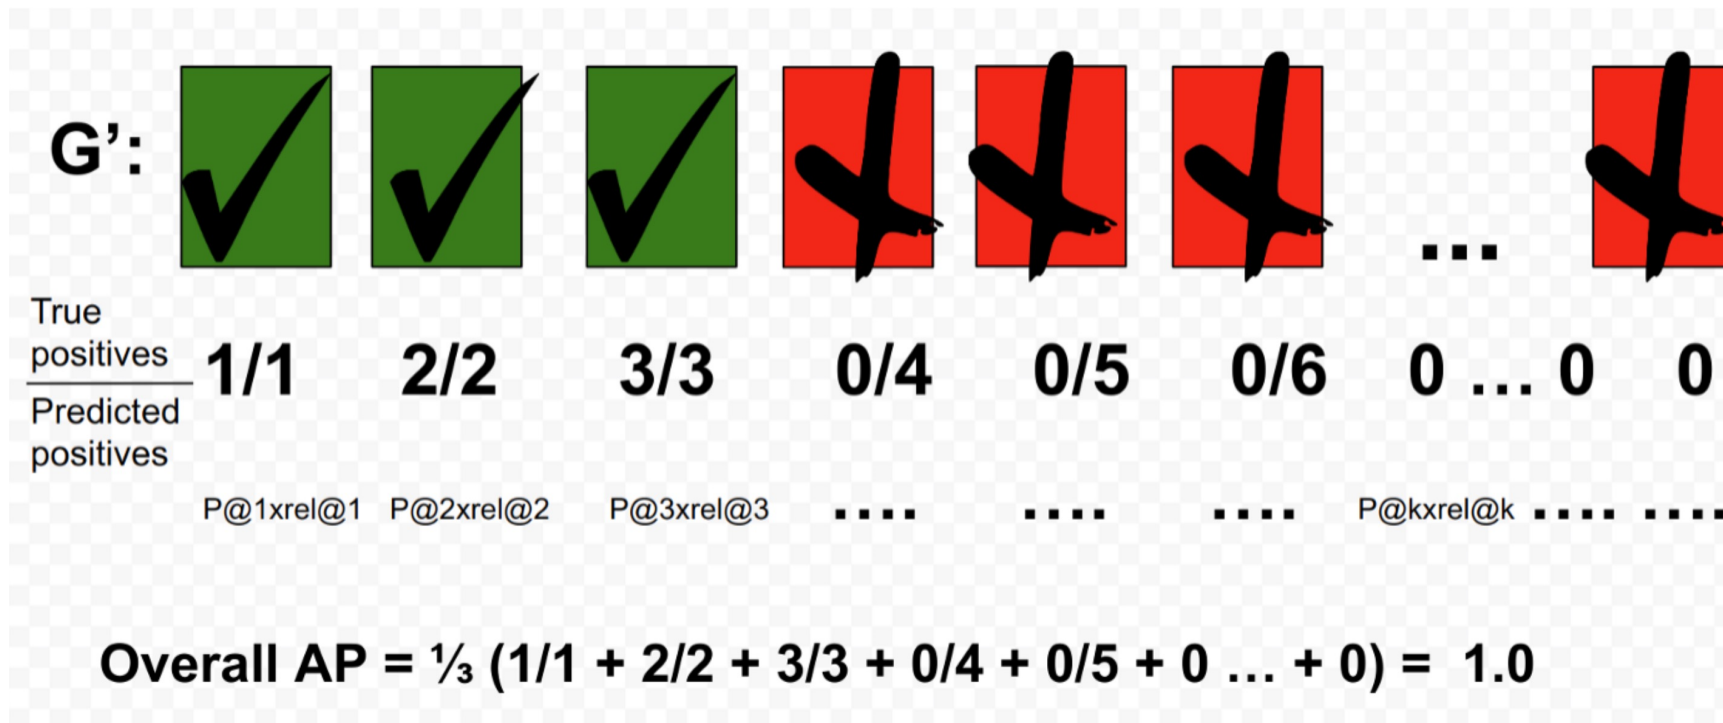 G’:
True
positives
Predicted
positives
1/1 2/2 3/3 0/4 0/5 0/6 0 ... 0 0
P@1xrel@1 P@2xrel@2 P@3xrel@3 .... .... .... P@kxrel@k .... ....
...
Overall AP = ⅓ (1/1 + 2/2 + 3/3 + 0/4 + 0/5 + 0 ... + 0) = 1.0